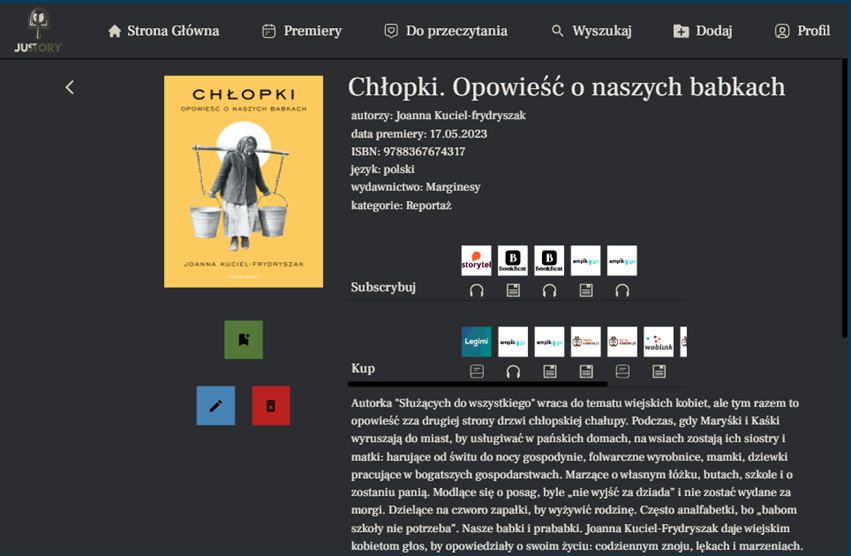 JUSTORY
Strona Główna
Premiery
Do przeczytania
Wyszukaj
Dodaj
Profil
CHŁOPKI
OPOWIEŚĆ O NASZYCH BABKACH
JOANNA KUCIEL-FRYDRYSZAK
Chłopki. Opowieść o naszych babkach
autorzy: Joanna Kuciel-frydryszak
data premiery: 17.05.2023
ISBN: 9788367674317
język: polski
wydawnictwo: Marginesy
kategorie: Reportaż
storytel
BookBeat
BookBeat
empik go
empik go
Subscrybuj
Legimi
empik go
empik go
woblink
Kup
Autorka "Służących do wszystkiego" wraca do tematu wiejskich kobiet, ale tym razem to
opowieść zza drugiej strony drzwi chłopskiej chałupy. Podczas, gdy Maryśki i Kaśki
wyruszają do miast, by usługiwać w pańskich domach, na wsiach zostają ich siostry i
matki: harujące od świtu do nocy gospodynie, folwarczne wyrobnice, mamki, dziewki
pracujące w bogatszych gospodarstwach. Marzące o własnym łóżku, butach, szkole i o
zostaniu panią. Modlące się o posag, byle „nie wyjść za dziada” i nie zostać wydane za
morgi. Dzielące na czworo zapałki, by wyżywić rodzinę. Często analfabetki, bo „babom
szkoły nie potrzeba”. Nasze babki i prababki. Joanna Kuciel-Frydryszak daje wiejskim
kobietom głos, by opowiedziały o swoim życiu: codziennym znoju, lękach i marzeniach.